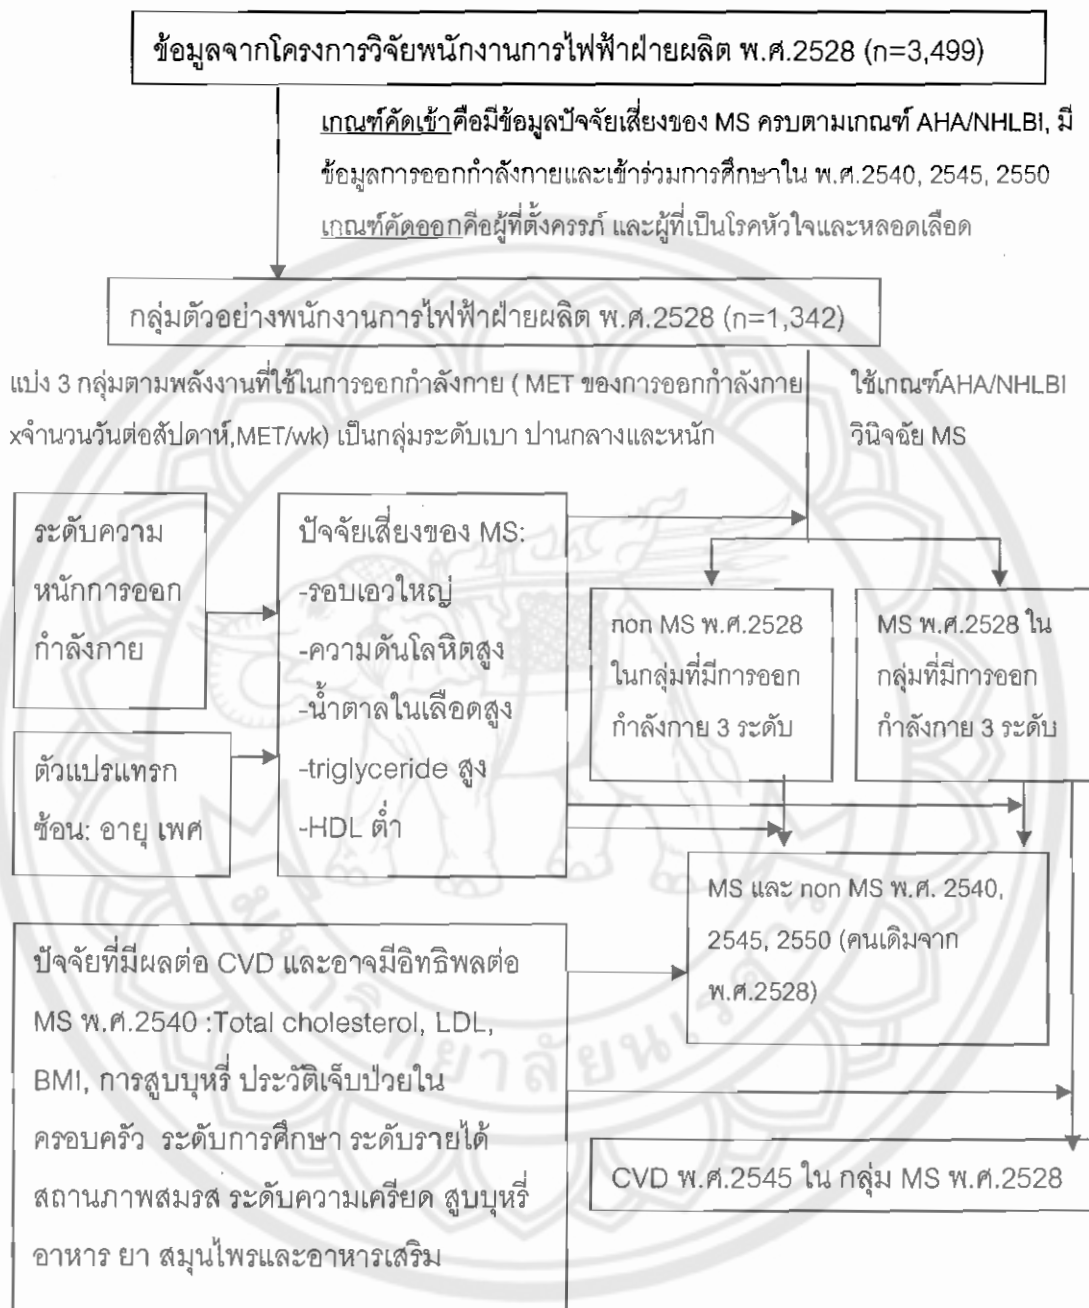 ข้อมูลจากโครงการวิจัยพนักงานการไฟฟ้าฝ่ายผลิต พ.ศ.2528 (n=3,499)
เกณฑ์คัดเข้าคือมีข้อมูลปัจจัยเสี่ยงของ MS ครบตามเกณฑ์ AHA/NHLBI, มี
ข้อมูลการออกกำลังกายและเข้าร่วมการศึกษาใน พ.ศ.2540, 2545, 2550
เกณฑ์คัดออกคือผู้ที่ตั้งครรภ์ และผู้ที่เป็นโรคหัวใจและหลอดเลือด
กลุ่มตัวอย่างพนักงานการไฟฟ้าฝ่ายผลิต พ.ศ.2528 (n=1,342)
แบ่ง 3 กลุ่มตามพลังงานที่ใช้ในการออกกำลังกาย ( MET ของการออกกำลังกาย
xจำนวนวันต่อสัปดาห์,MET/wk) เป็นกลุ่มระดับเบา ปานกลางและหนัก
ใช้เกณฑ์AHA/NHLBI
วินิจฉัย MS
ระดับความ
หนักการออก
กำลังกาย
ตัวแปรแทรก
ซ้อน: อายุ เพศ
ปัจจัยเสี่ยงของ MS:
-รอบเอวใหญ่
-ความดันโลหิตสูง
-น้ำตาลในเลือดสูง
-triglyceride สูง
-HDL ต่ำ
non MS พ.ศ.2528
ในกลุ่มที่มีการออก
กำลังกาย 3 ระดับ
MS พ.ศ.2528 ใน
กลุ่มที่มีการออก
กำลังกาย 3 ระดับ
MS และ non MS พ.ศ. 2540,
2545, 2550 (คนเดิมจาก
พ.ศ.2528)
ปัจจัยที่มีผลต่อ CVD และอาจมีอิทธิพลต่อ
MS พ.ศ.2540 :Total cholesterol, LDL,
BMI, การสูบบุหรี่ ประวัติเจ็บป่วยใน
ครอบครัว ระดับการศึกษา ระดับรายได้
สถานภาพสมรส ระดับความเครียด สูบบุหรี่
อาหาร ยา สมุนไพรและอาหารเสริม
CVD พ.ศ.2545 ใน กลุ่ม MS พ.ศ.2528
มหาวิทยาลัยนเรศวร